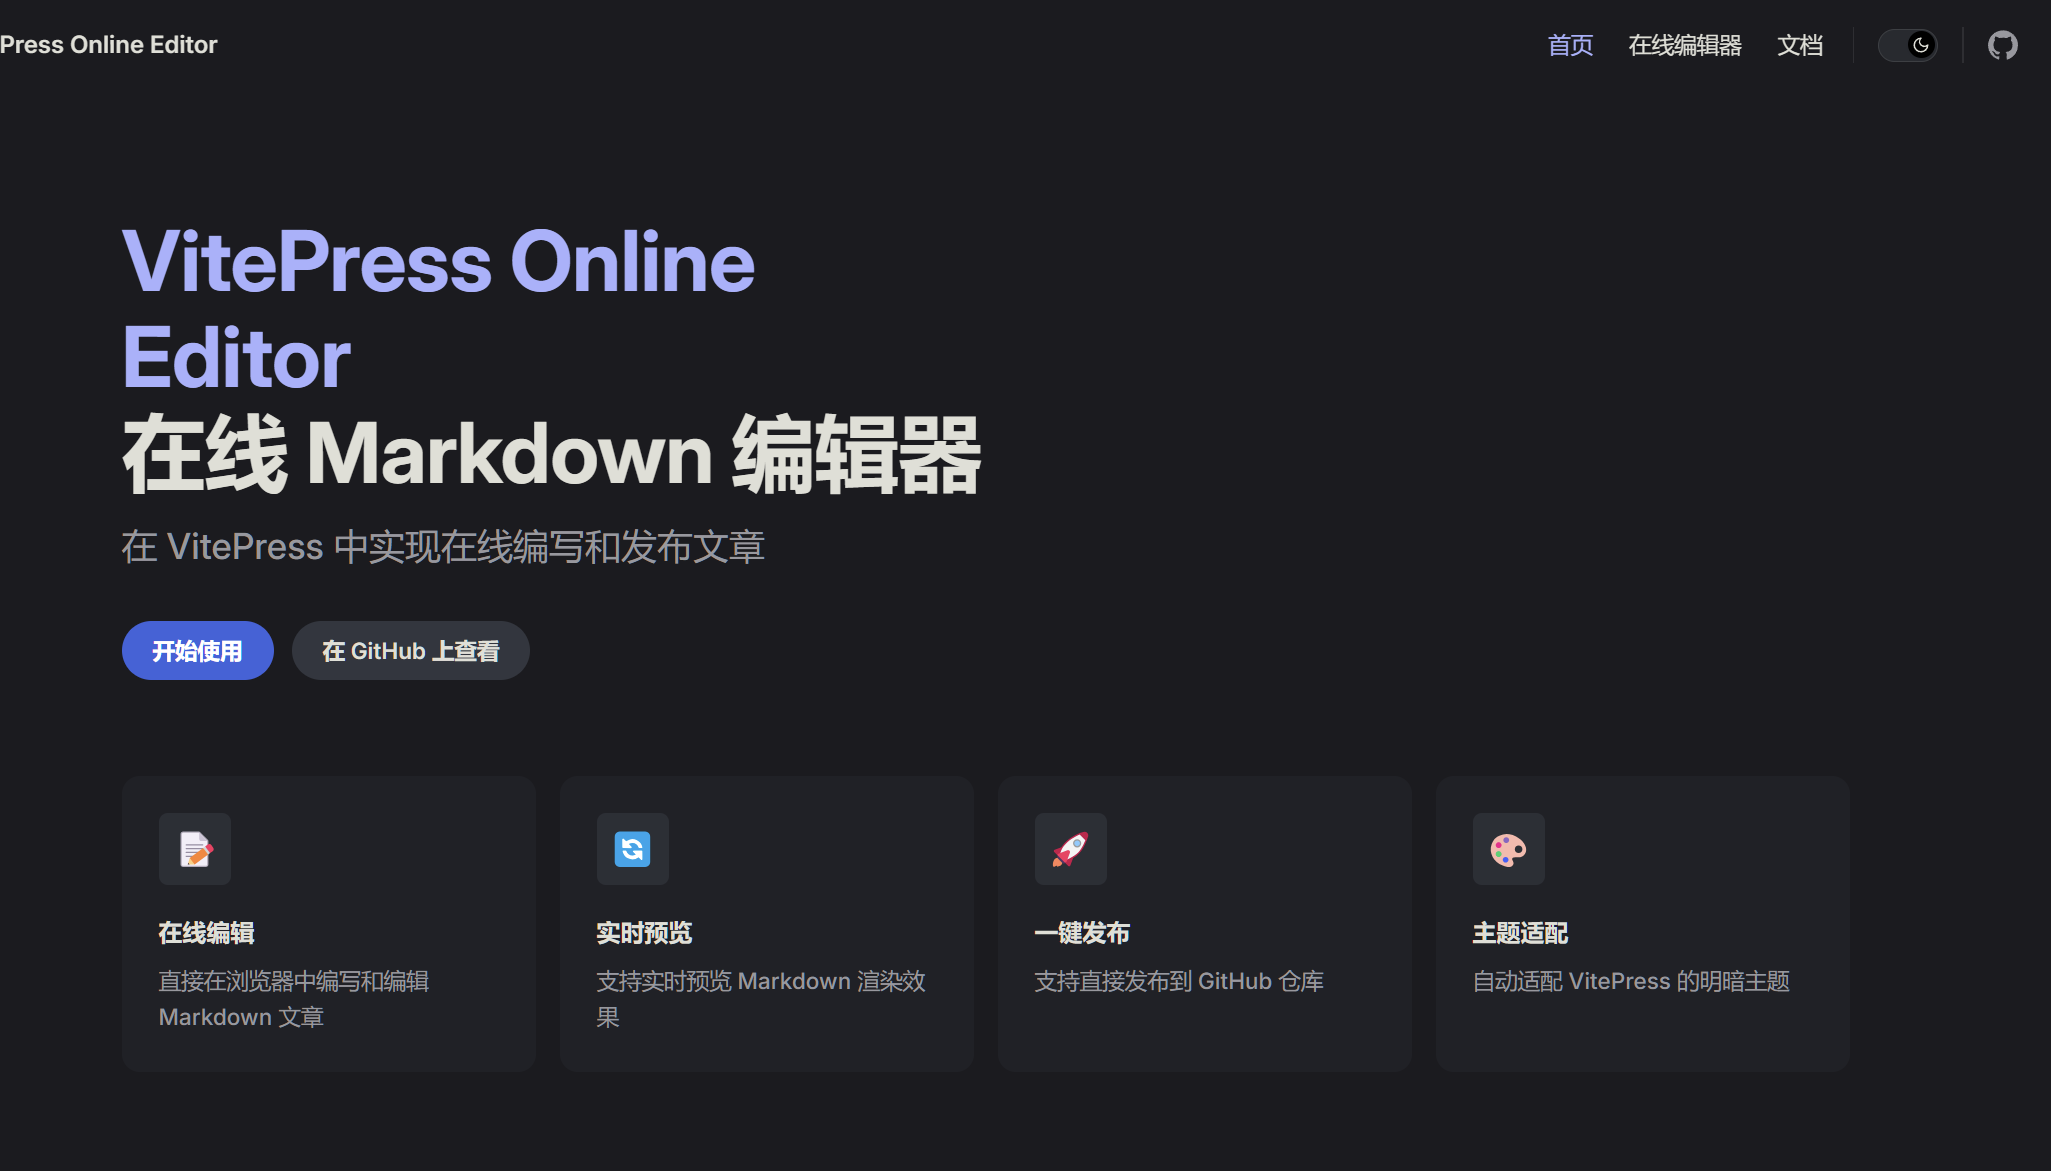 Press Online Editor
首页 在线编辑器 文档
VitePress Online
Editor
在线 Markdown 编辑器
在 VitePress 中实现在线编写和发布文章
开始使用 在 GitHub 上查看
在线编辑
直接在浏览器中编写和编辑
Markdown 文章
实时预览
支持实时预览 Markdown 渲染效
果
一键发布
支持直接发布到 GitHub 仓库
主题适配
自动适配 VitePress 的明暗主题